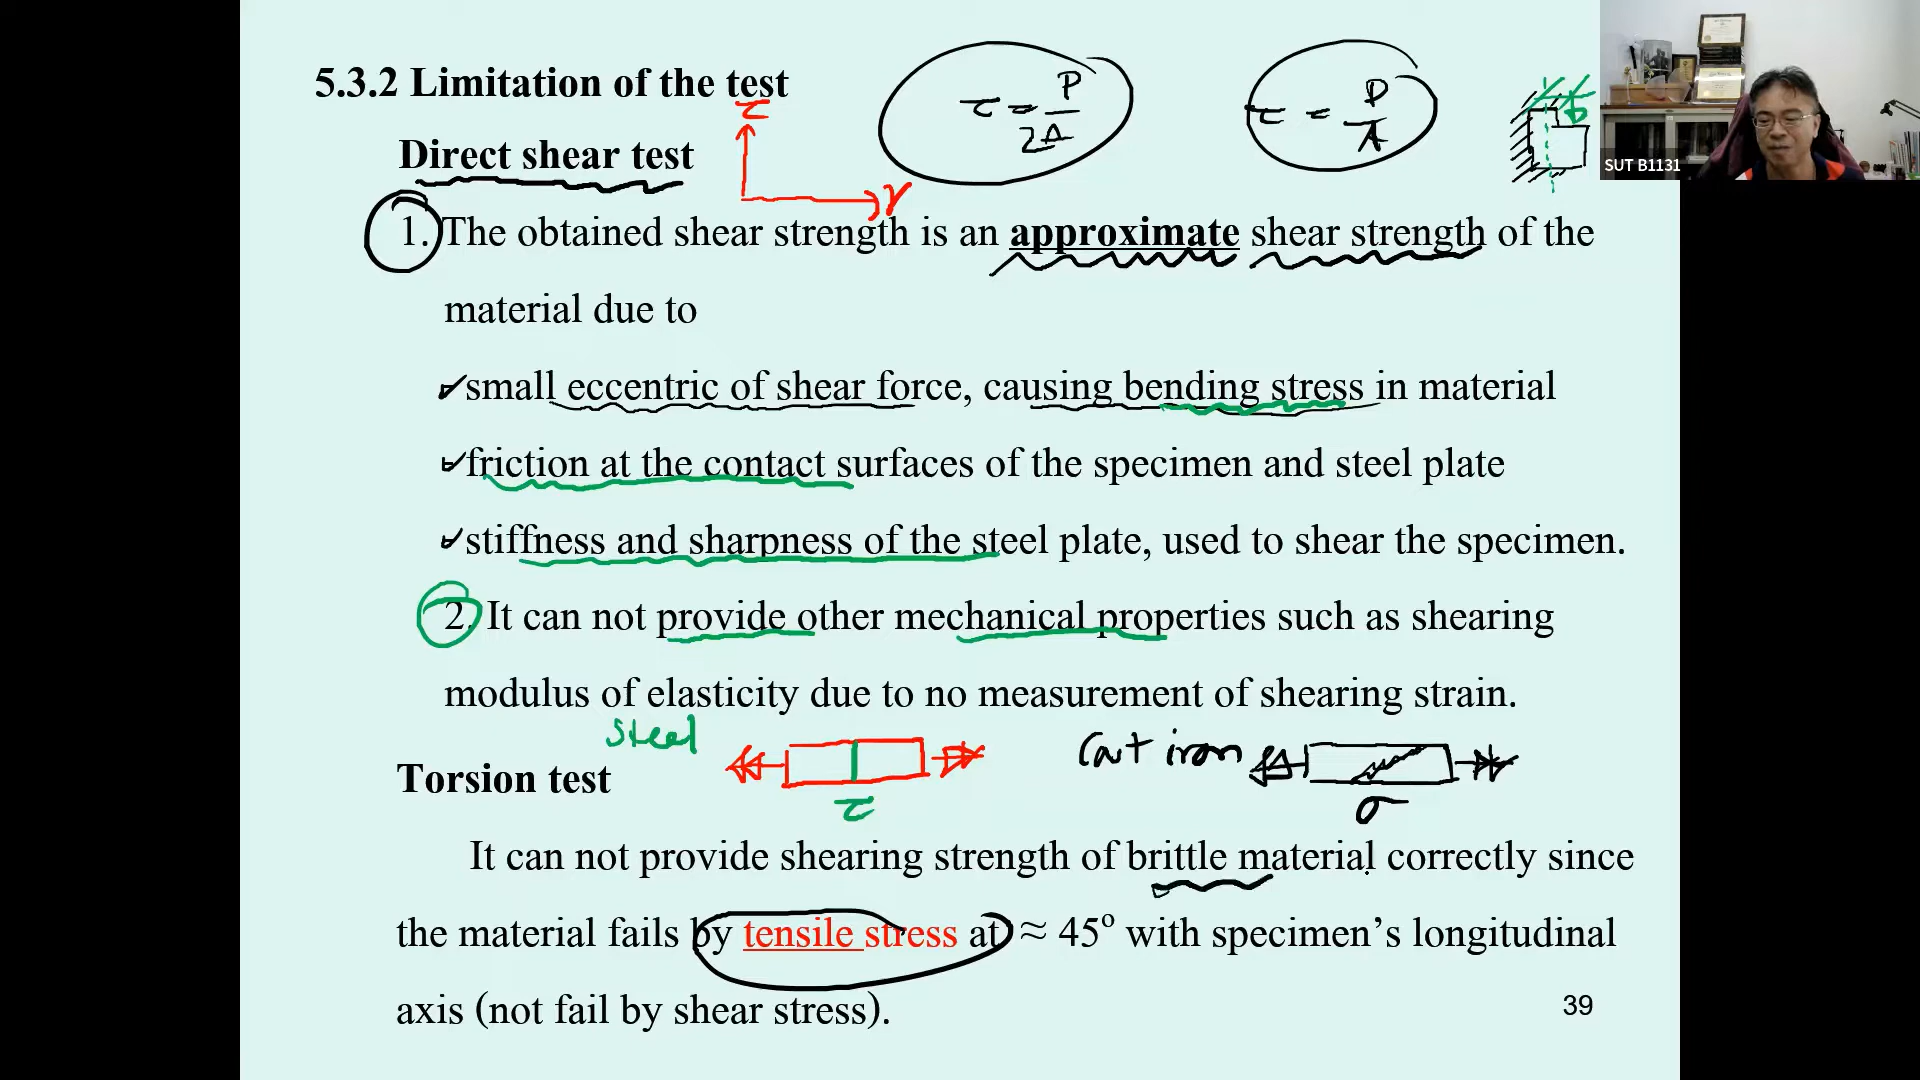 5.3.2 Limitation of the test
τ
τ = P/2A
τ = P/A
Direct shear test
γ
1. The obtained shear strength is an approximate shear strength of the
material due to
small eccentric of shear force, causing bending stress in material
friction at the contact surfaces of the specimen and steel plate
stiffness and sharpness of the steel plate, used to shear the specimen.
2. It can not provide other mechanical properties such as shearing
modulus of elasticity due to no measurement of shearing strain.
Steel
Cast iron
Torsion test
τ
σ
It can not provide shearing strength of brittle material correctly since
the material fails by tensile stress at ≈ 45º with specimen’s longitudinal
axis (not fail by shear stress).
39
SUT B1131